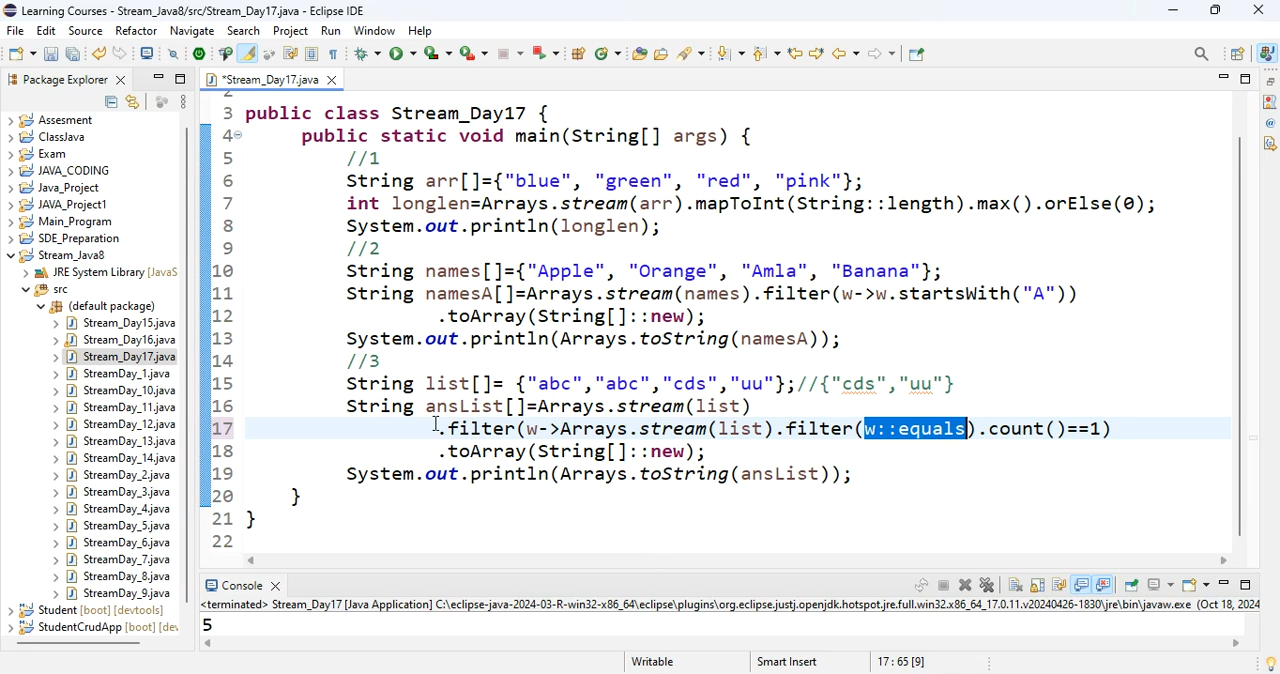 Learning Courses - Stream_Java8/src/Stream_Day17.java - Eclipse IDE
File Edit Source Refactor Navigate Search Project Run Window Help
Package Explorer
*Stream_Day17.java
Assesment
ClassJava
Exam
JAVA_CODING
Java_Project
JAVA_Project1
Main_Program
SDE_Preparation
Stream_Java8
JRE System Library [JavaS
src
(default package)
Stream_Day15.java
Stream_Day16.java
Stream_Day17.java
StreamDay_1.java
StreamDay_10.java
StreamDay_11.java
StreamDay_12.java
StreamDay_13.java
StreamDay_14.java
StreamDay_2.java
StreamDay_3.java
StreamDay_4.java
StreamDay_5.java
StreamDay_6.java
StreamDay_7.java
StreamDay_8.java
StreamDay_9.java
Student [boot] [devtools]
StudentCrudApp [boot] [dev
2
3 public class Stream_Day17 {
4 public static void main(String[] args) {
5 //1
6 String arr[]={"blue", "green", "red", "pink"};
7 int longlen=Arrays.stream(arr).mapToInt(String::length).max().orElse(0);
8 System.out.println(longlen);
9 //2
10 String names[]={"Apple", "Orange", "Amla", "Banana"};
11 String namesA[]=Arrays.stream(names).filter(w->w.startsWith("A"))
12 .toArray(String[]::new);
13 System.out.println(Arrays.toString(namesA));
14 //3
15 String list[]= {"abc","abc","cds","uu"};//{"cds","uu"}
16 String ansList[]=Arrays.stream(list)
17 .filter(w->Arrays.stream(list).filter(w::equals).count()==1)
18 .toArray(String[]::new);
19 System.out.println(Arrays.toString(ansList));
20 }
21 }
22
Console
<terminated> Stream_Day17 [Java Application] C:\eclipse-java-2024-03-R-win32-x86_64\eclipse\plugins\org.eclipse.justj.openjdk.hotspot.jre.full.win32.x86_64_17.0.11.v20240426-1830\jre\bin\javaw.exe (Oct 18, 2024
5
Writable Smart Insert 17 : 65 [9]